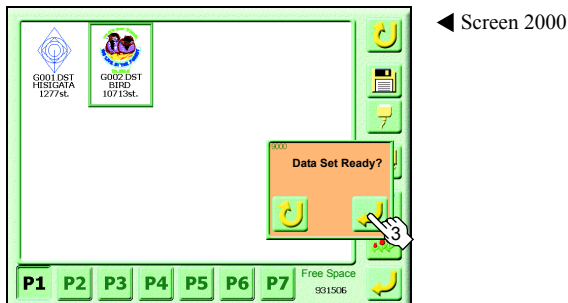 ◀ Screen 2000
G001.DST
HISIGATA
1277st.
G002.DST
BIRD
10713st.
9000
Data Set Ready?
3
P1 P2 P3 P4 P5 P6 P7
Free Space
931506